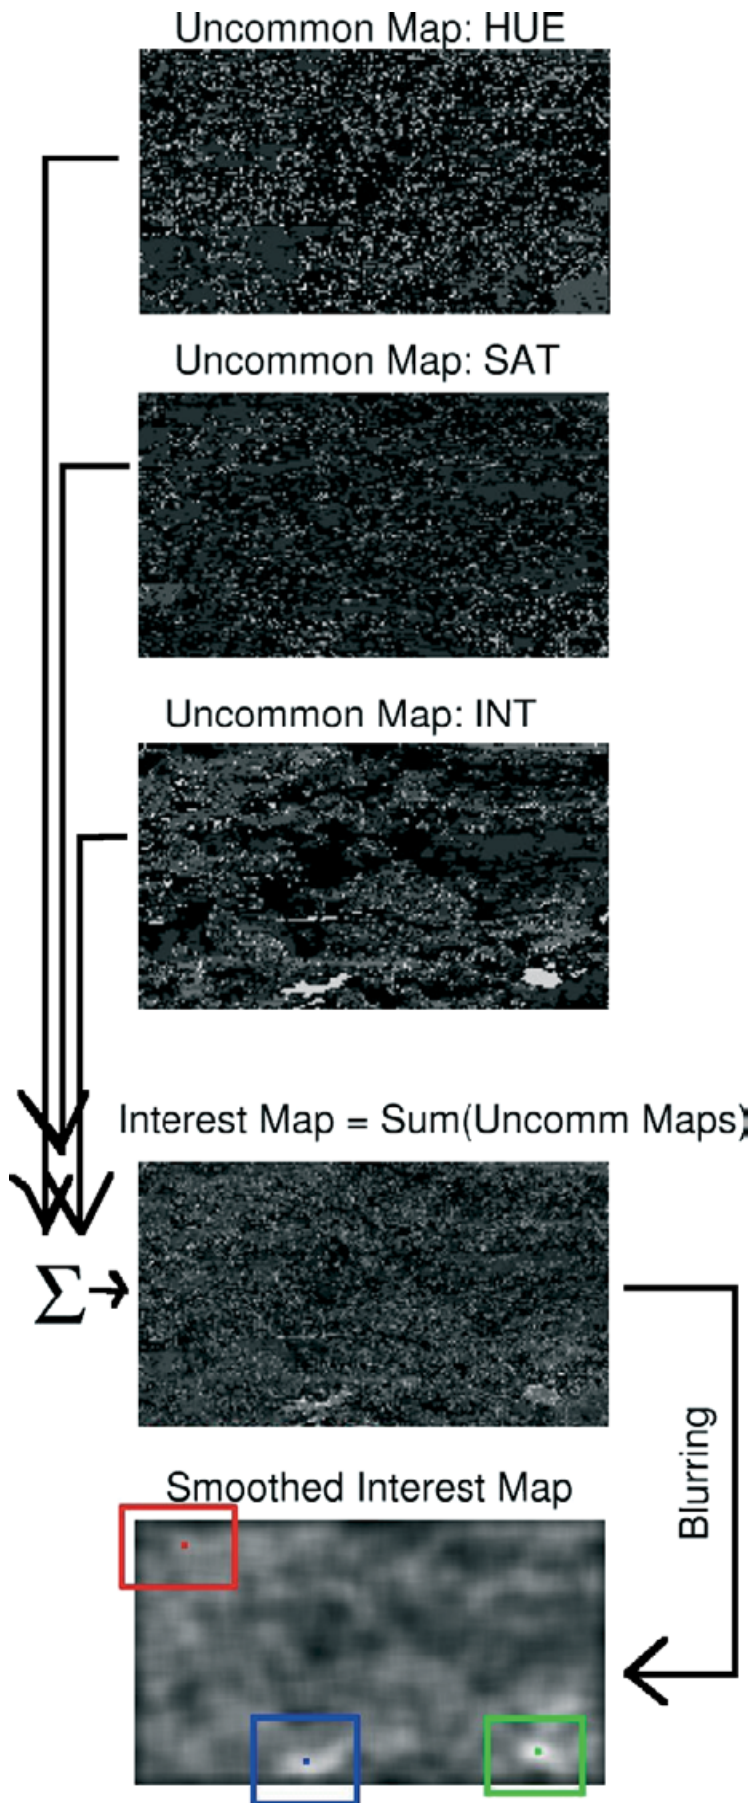 Uncommon Map: HUE
Uncommon Map: SAT
Uncommon Map: INT
Interest Map = Sum(Uncomm Maps)
Σ
Blurring
Smoothed Interest Map